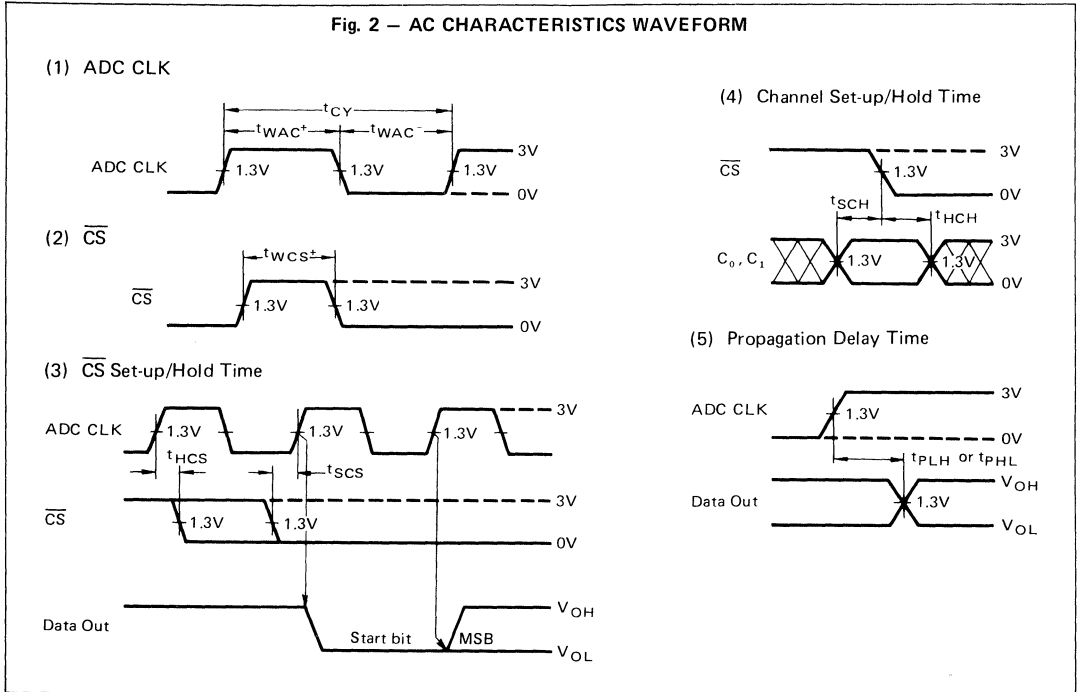 Fig. 2 – AC CHARACTERISTICS WAVEFORM
(1) ADC CLK
tCY
tWAC+ tWAC-
ADC CLK 1.3V 1.3V 1.3V 3V
0V
(2) C̅S̅
tWCS±
C̅S̅ 1.3V 1.3V 3V
0V
(3) C̅S̅ Set-up/Hold Time
ADC CLK 1.3V 1.3V 1.3V 3V
0V
tHCS tSCS
C̅S̅ 1.3V 1.3V 3V
0V
Data Out Start bit MSB VOH
VOL
(4) Channel Set-up/Hold Time
C̅S̅ 1.3V 3V
0V
tSCH tHCH
C0, C1 1.3V 1.3V 3V
0V
(5) Propagation Delay Time
ADC CLK 1.3V 3V
0V
tPLH or tPHL
Data Out 1.3V VOH
VOL